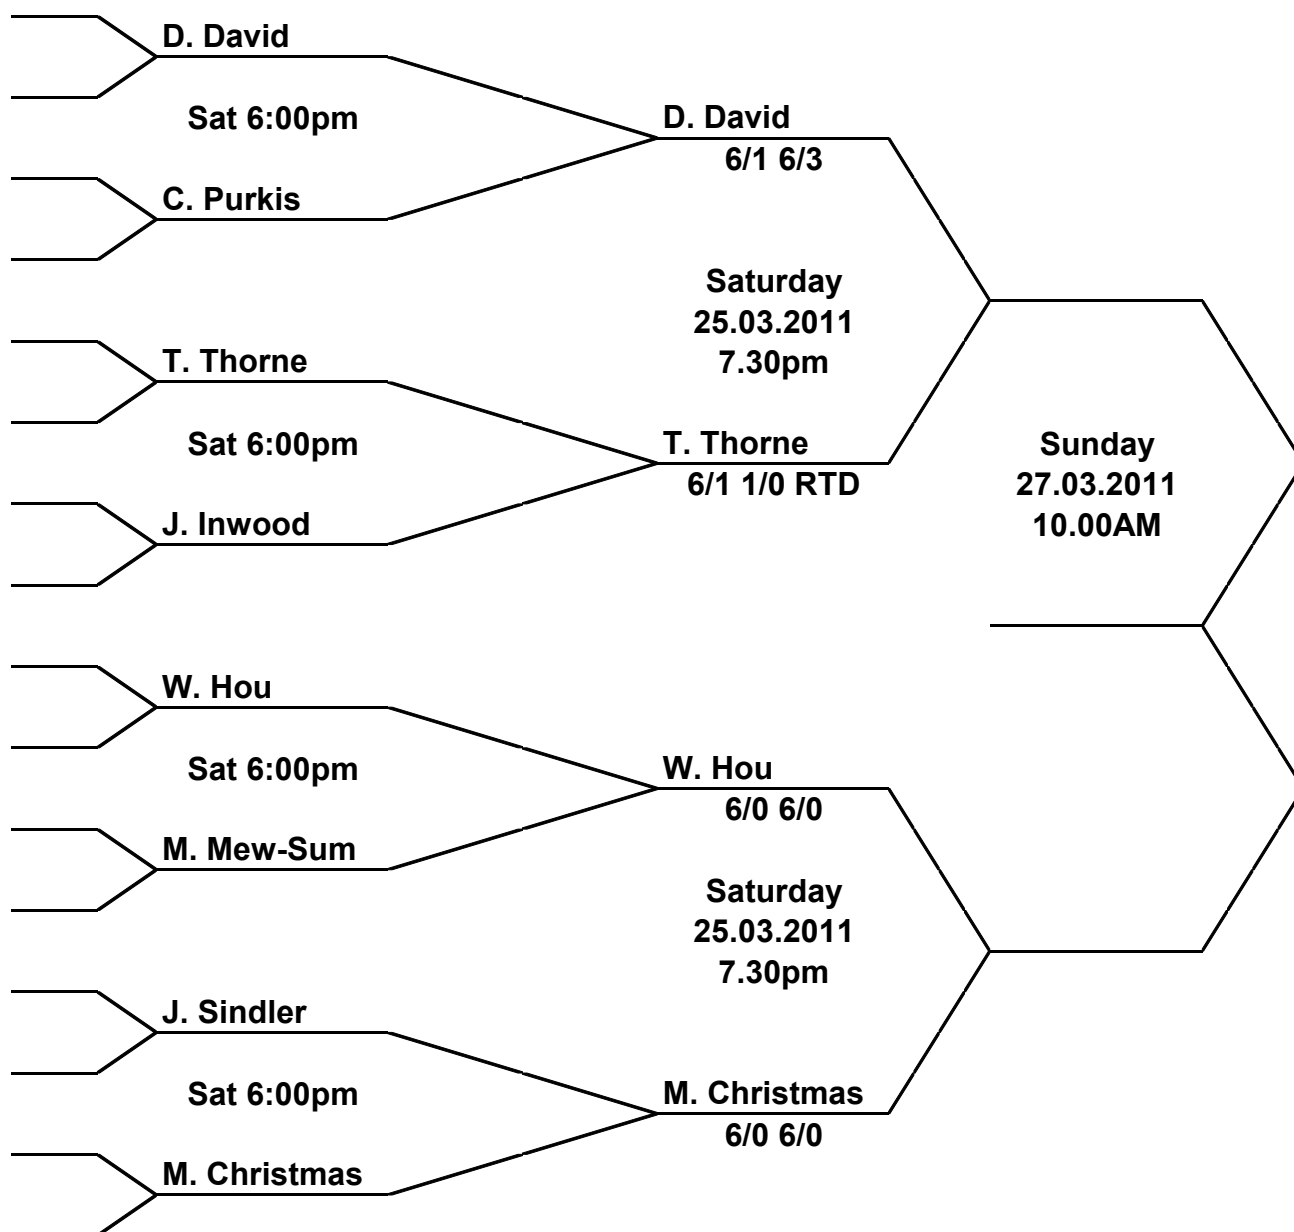 D. David
Sat 6:00pm
D. David
6/1 6/3
C. Purkis
Saturday
25.03.2011
7.30pm
T. Thorne
Sat 6:00pm
T. Thorne
6/1 1/0 RTD
Sunday
27.03.2011
10.00AM
J. Inwood
W. Hou
Sat 6:00pm
W. Hou
6/0 6/0
M. Mew-Sum
Saturday
25.03.2011
7.30pm
J. Sindler
Sat 6:00pm
M. Christmas
6/0 6/0
M. Christmas